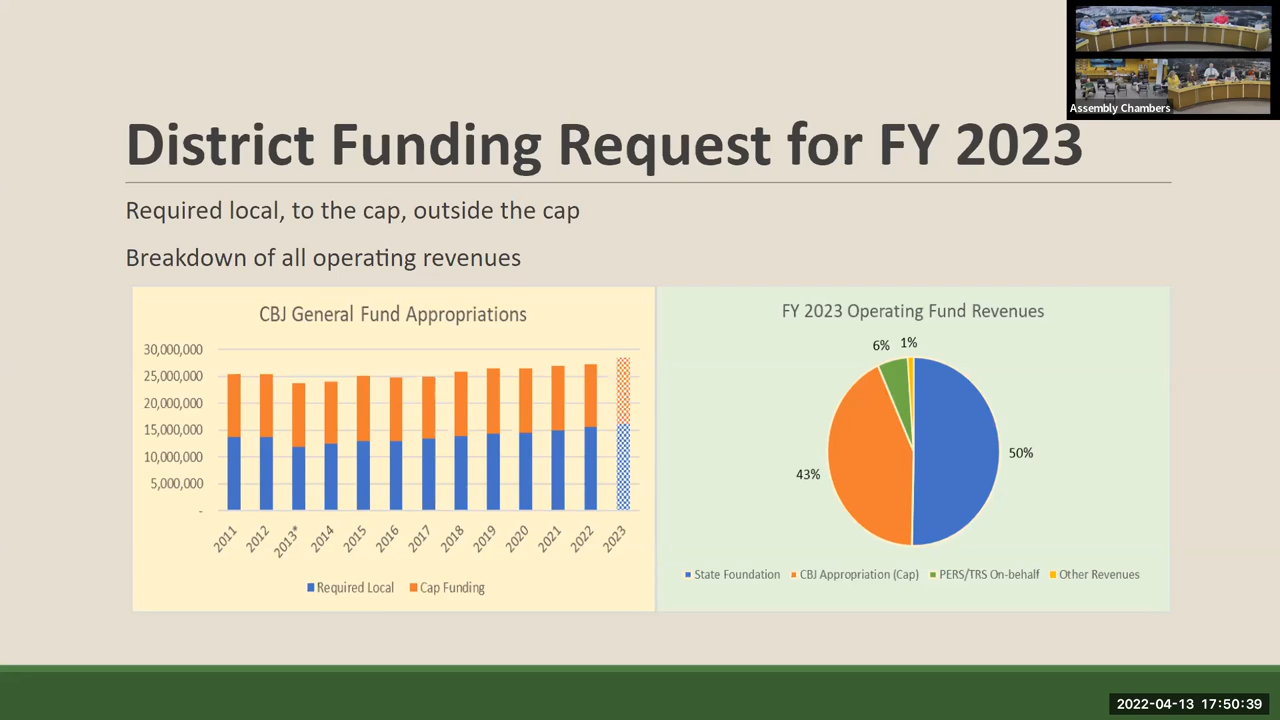 Assembly Chambers
District Funding Request for FY 2023
Required local, to the cap, outside the cap
Breakdown of all operating revenues
CBJ General Fund Appropriations
30,000,000
25,000,000
20,000,000
15,000,000
10,000,000
5,000,000
-
2011 2012 2013* 2014 2015 2016 2017 2018 2019 2020 2021 2022 2023
Required Local Cap Funding
FY 2023 Operating Fund Revenues
6% 1%
50%
43%
State Foundation CBJ Appropriation (Cap) PERS/TRS On-behalf Other Revenues
2022-04-13 17:50:39